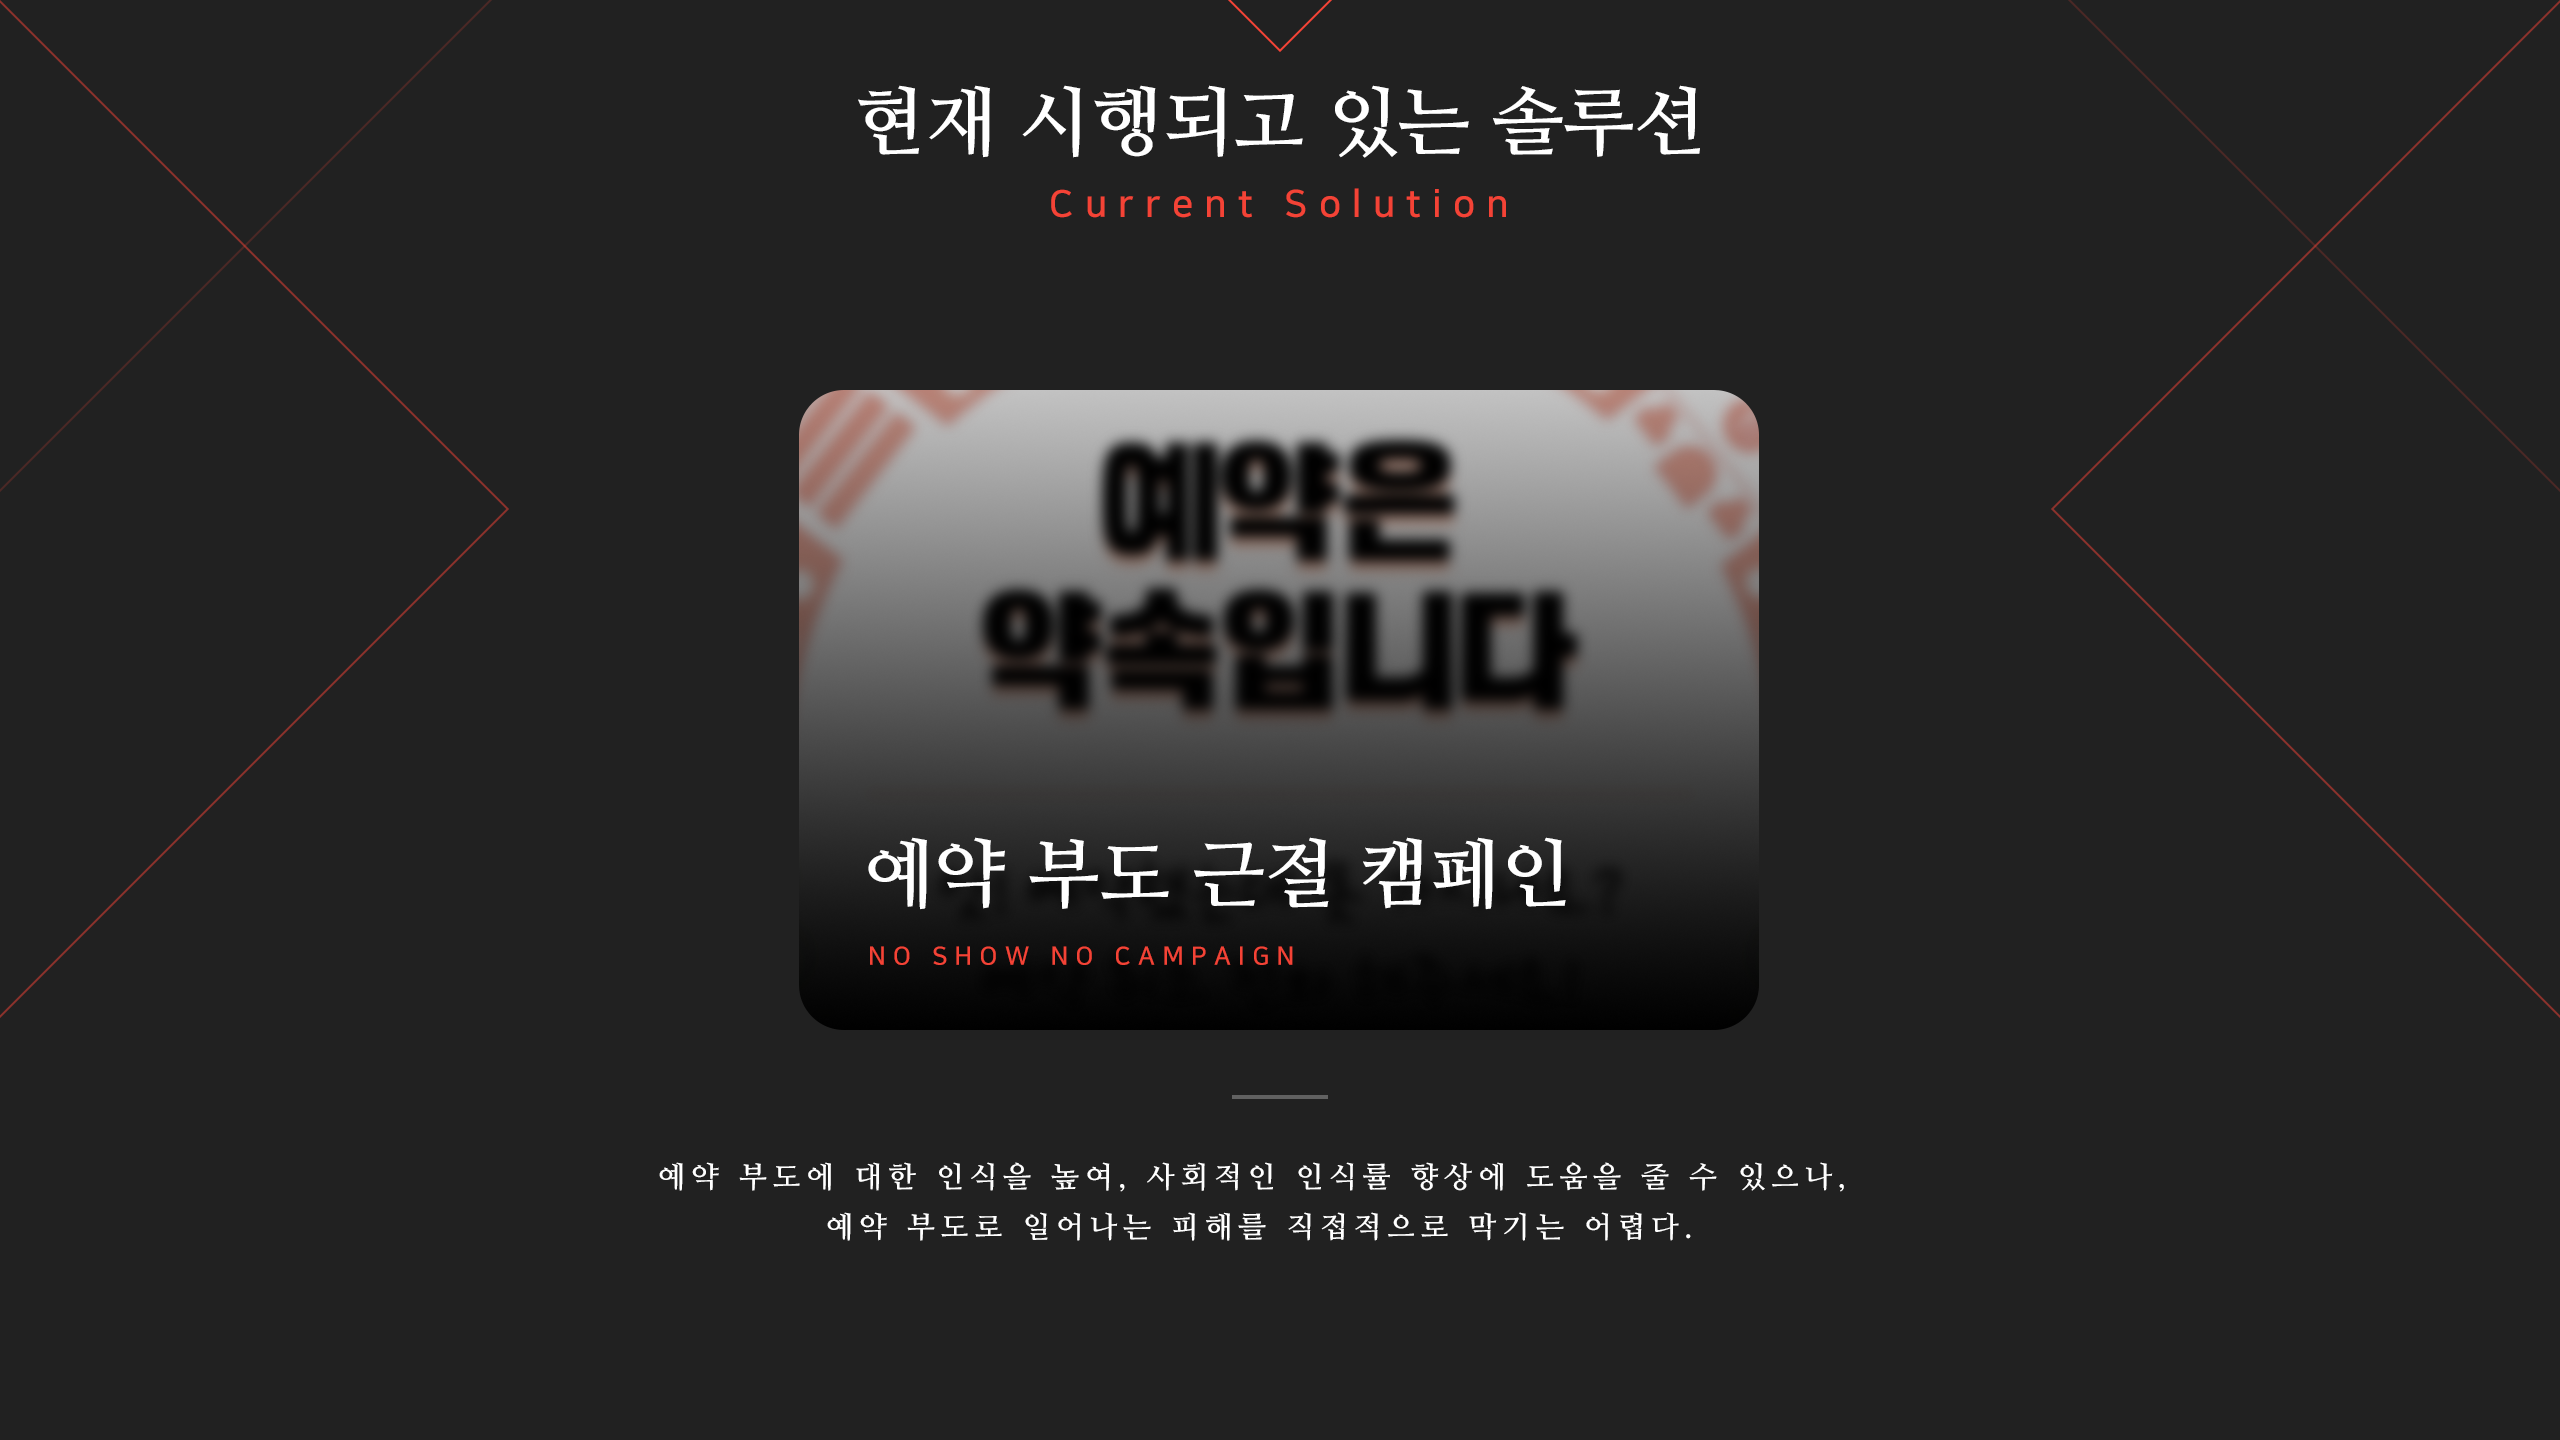 현재 시행되고 있는 솔루션
Current Solution
예약은
약속입니다
예약 부도 근절 캠페인
NO SHOW NO CAMPAIGN
예약 부도에 대한 인식을 높여, 사회적인 인식률 향상에 도움을 줄 수 있으나,
예약 부도로 일어나는 피해를 직접적으로 막기는 어렵다.